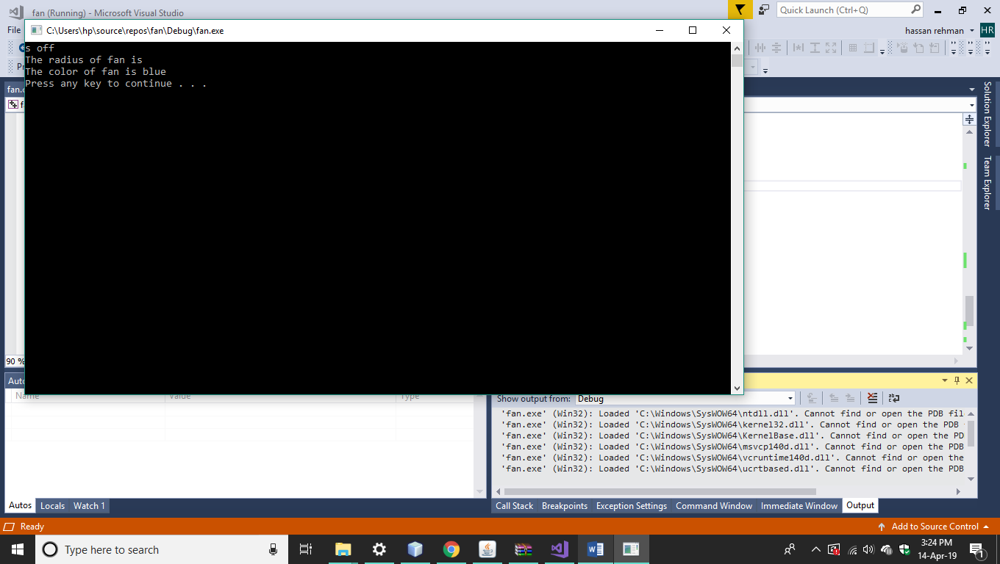 fan (Running) - Microsoft Visual Studio
Quick Launch (Ctrl+Q)
File
C:\Users\hp\source\repos\fan\Debug\fan.exe
hassan rehman
HR
s off
The radius of fan is
The color of fan is blue
Press any key to continue . . .
Solution Explorer
Team Explorer
90 %
Name
Value
Type
Show output from:
Debug
'fan.exe' (Win32): Loaded 'C:\Windows\SysWOW64\ntdll.dll'. Cannot find or open the PDB fil
'fan.exe' (Win32): Loaded 'C:\Windows\SysWOW64\kernel32.dll'. Cannot find or open the PDB
'fan.exe' (Win32): Loaded 'C:\Windows\SysWOW64\KernelBase.dll'. Cannot find or open the PD
'fan.exe' (Win32): Loaded 'C:\Windows\SysWOW64\msvcp140d.dll'. Cannot find or open the PDB
'fan.exe' (Win32): Loaded 'C:\Windows\SysWOW64\vcruntime140d.dll'. Cannot find or open the
'fan.exe' (Win32): Loaded 'C:\Windows\SysWOW64\ucrtbased.dll'. Cannot find or open the PDB
Autos Locals Watch 1
Call Stack Breakpoints Exception Settings Command Window Immediate Window Output
Ready
Add to Source Control
Type here to search
3:24 PM
14-Apr-19
1